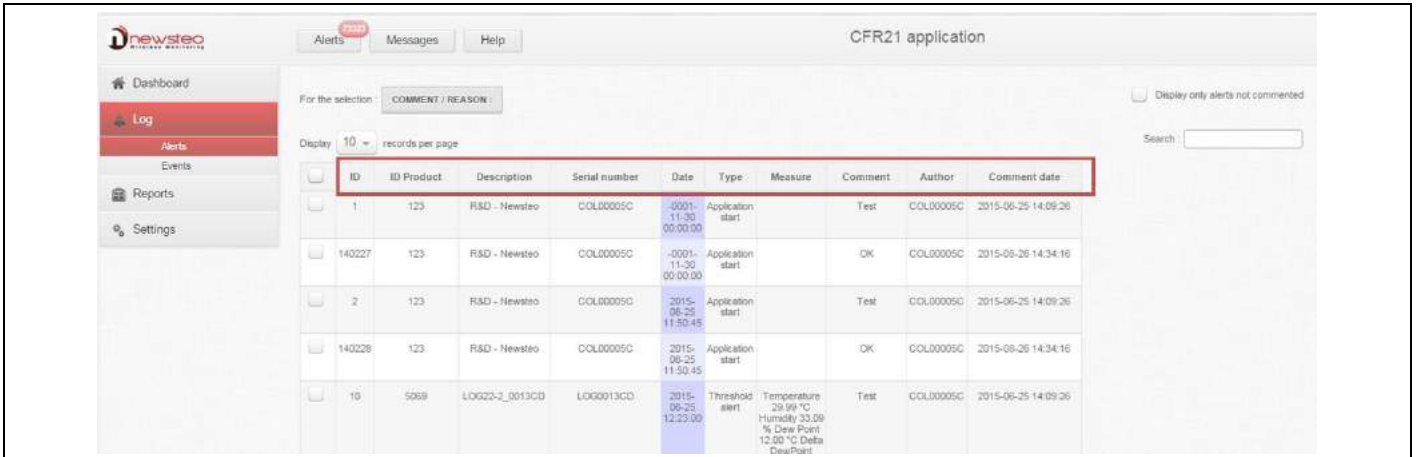 newsteo
Wireless Monitoring
Alerts
Messages
Help
CFR21 application
Dashboard
Log
Alerts
Events
Reports
Settings
For the selection : COMMENT / REASON :
Display only alerts not commented
Display 10 records per page
Search :
ID ID Product Description Serial number Date Type Measure Comment Author Comment date
1 123 R&D - Newsteo COL00005C -0001- Application Test COL00005C 2015-06-25 14:09:26
11-30 start
00:00:00
140227 123 R&D - Newsteo COL00005C -0001- Application OK COL00005C 2015-08-26 14:34:16
11-30 start
00:00:00
2 123 R&D - Newsteo COL00005C 2015- Application Test COL00005C 2015-06-25 14:09:26
06-25 start
11:50:45
140228 123 R&D - Newsteo COL00005C 2015- Application OK COL00005C 2015-08-26 14:34:16
06-25 start
11:50:45
10 5069 LOG22-2_0013CD LOG0013CD 2015- Threshold Temperature Test COL00005C 2015-06-25 14:09:26
06-25 alert 29.99 °C
12:23:00 Humidity 33.09
% Dew Point
12.00 °C Delta
DewPoint